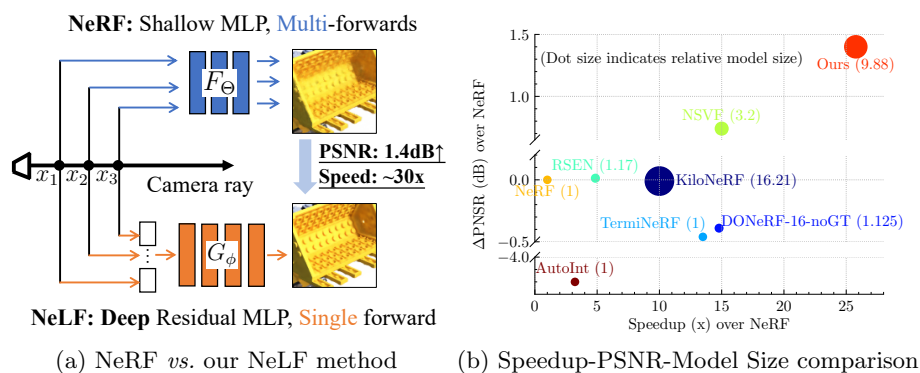 NeRF: Shallow MLP, Multi-forwards
F_Θ
PSNR: 1.4dB↑
Speed: ~30x
x_1 x_2 x_3
Camera ray
G_ϕ
NeLF: Deep Residual MLP, Single forward
(a) NeRF vs. our NeLF method
1.5
1.0
0.0
−0.5
−4.0
ΔPNSR (dB) over NeRF
(Dot size indicates relative model size)
Ours (9.88)
NSVF (3.2)
RSEN (1.17)
NeRF (1)
KiloNeRF (16.21)
TermiNeRF (1)
DONeRF-16-noGT (1.125)
AutoInt (1)
0 5 10 15 20 25
Speedup (x) over NeRF
(b) Speedup-PSNR-Model Size comparison